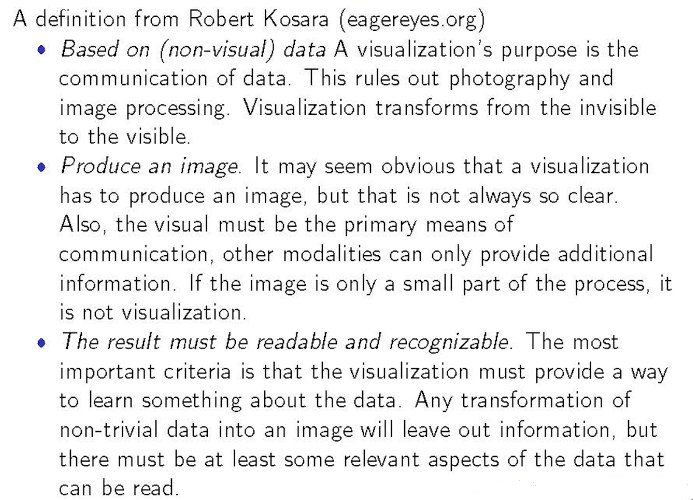 A definition from Robert Kosara (eagereyes.org)
• Based on (non-visual) data A visualization's purpose is the
communication of data. This rules out photography and
image processing. Visualization transforms from the invisible
to the visible.
• Produce an image. It may seem obvious that a visualization
has to produce an image, but that is not always so clear.
Also, the visual must be the primary means of
communication, other modalities can only provide additional
information. If the image is only a small part of the process, it
is not visualization.
• The result must be readable and recognizable. The most
important criteria is that the visualization must provide a way
to learn something about the data. Any transformation of
non-trivial data into an image will leave out information, but
there must be at least some relevant aspects of the data that
can be read.